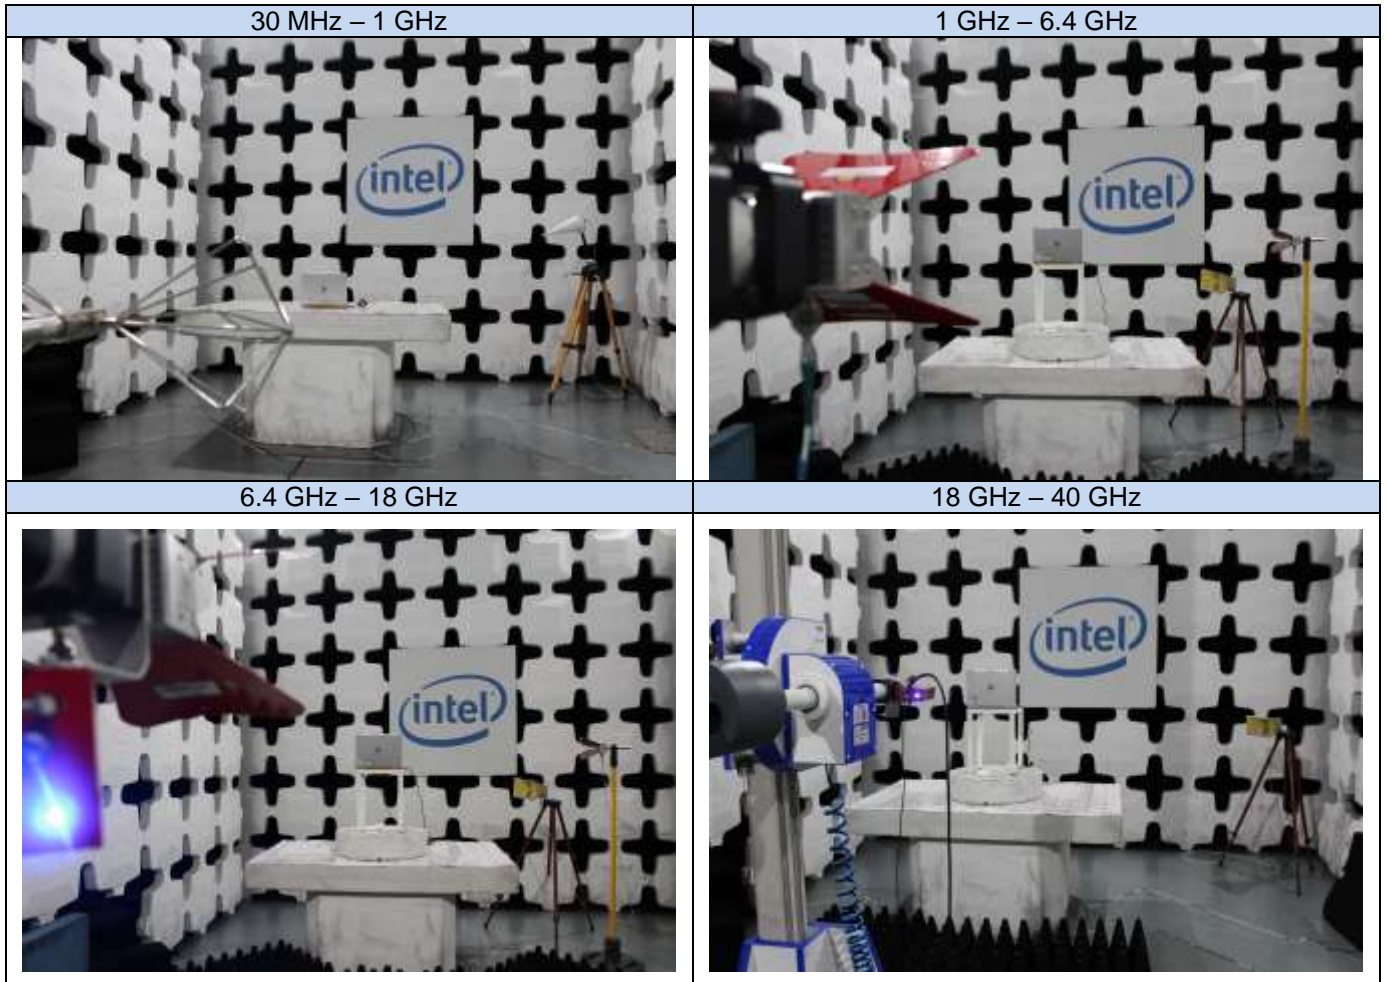 30 MHz – 1 GHz
1 GHz – 6.4 GHz
intel
intel
6.4 GHz – 18 GHz
18 GHz – 40 GHz
intel
intel